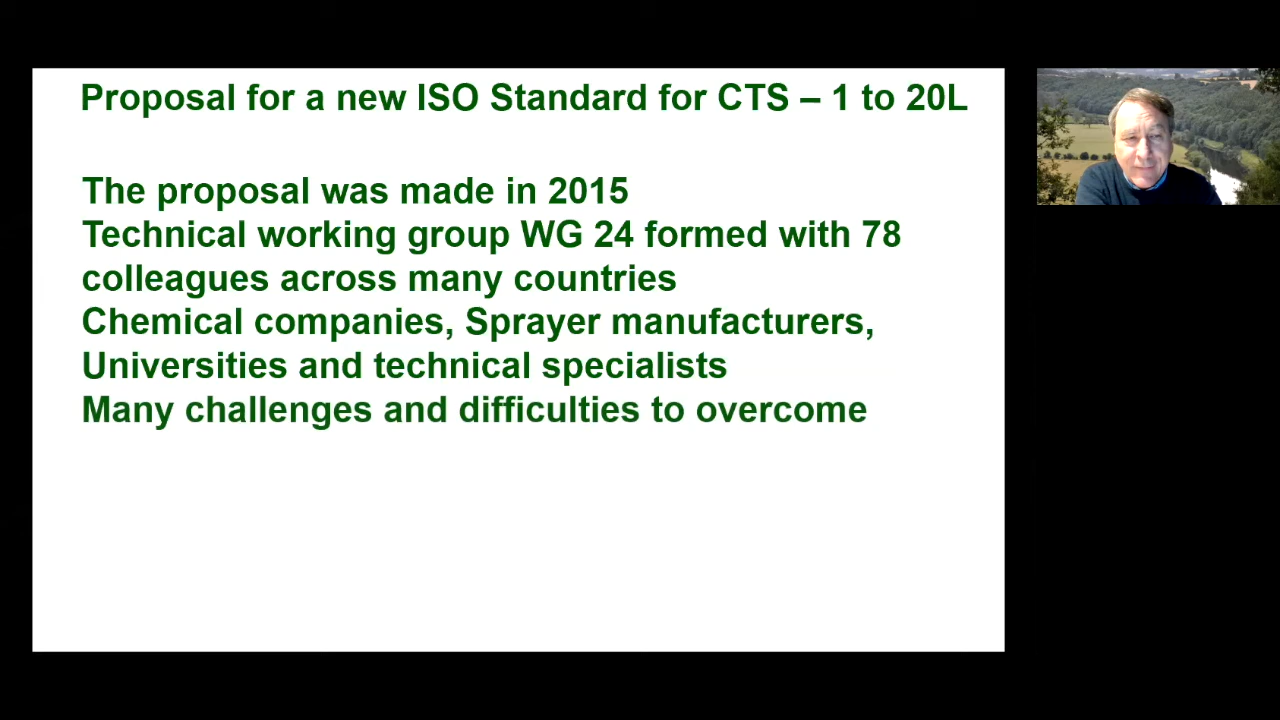 Proposal for a new ISO Standard for CTS – 1 to 20L
The proposal was made in 2015
Technical working group WG 24 formed with 78
colleagues across many countries
Chemical companies, Sprayer manufacturers,
Universities and technical specialists
Many challenges and difficulties to overcome